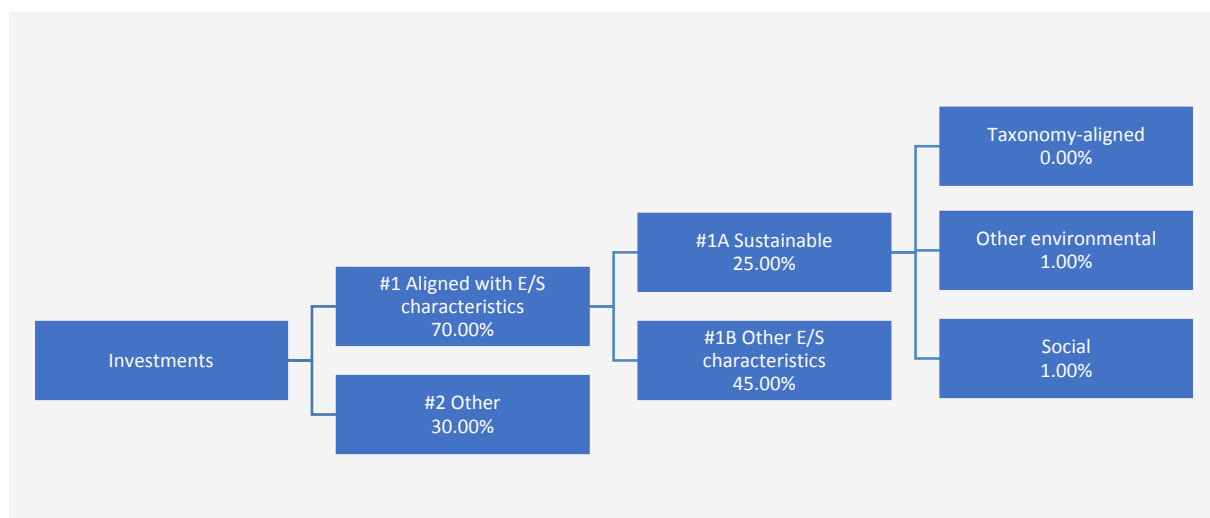 Investments
#1 Aligned with E/S
characteristics
70.00%
#2 Other
30.00%
#1A Sustainable
25.00%
#1B Other E/S
characteristics
45.00%
Taxonomy-aligned
0.00%
Other environmental
1.00%
Social
1.00%